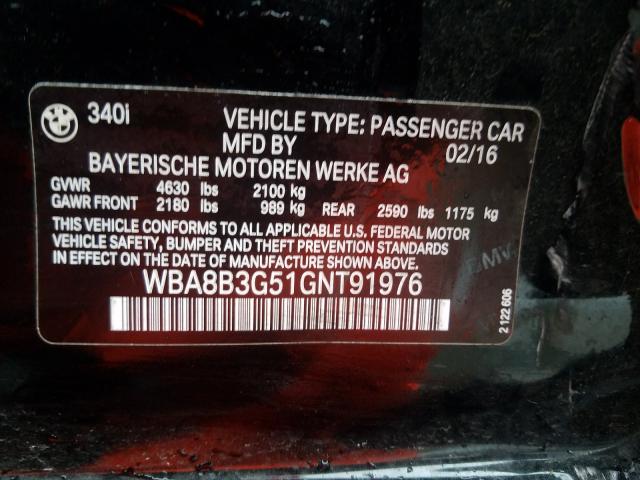 BMW 340i VEHICLE TYPE: PASSENGER CAR
MFD BY 02/16
BAYERISCHE MOTOREN WERKE AG
GVWR 4630 lbs 2100 kg
GAWR FRONT 2180 lbs 989 kg REAR 2590 lbs 1175 kg
THIS VEHICLE CONFORMS TO ALL APPLICABLE U.S. FEDERAL MOTOR
VEHICLE SAFETY, BUMPER AND THEFT PREVENTION STANDARDS
IN EFFECT ON THE DATE OF MANUFACTURE SHOWN ABOVE.
WBA8B3G51GNT91976
2 122 606
BMW